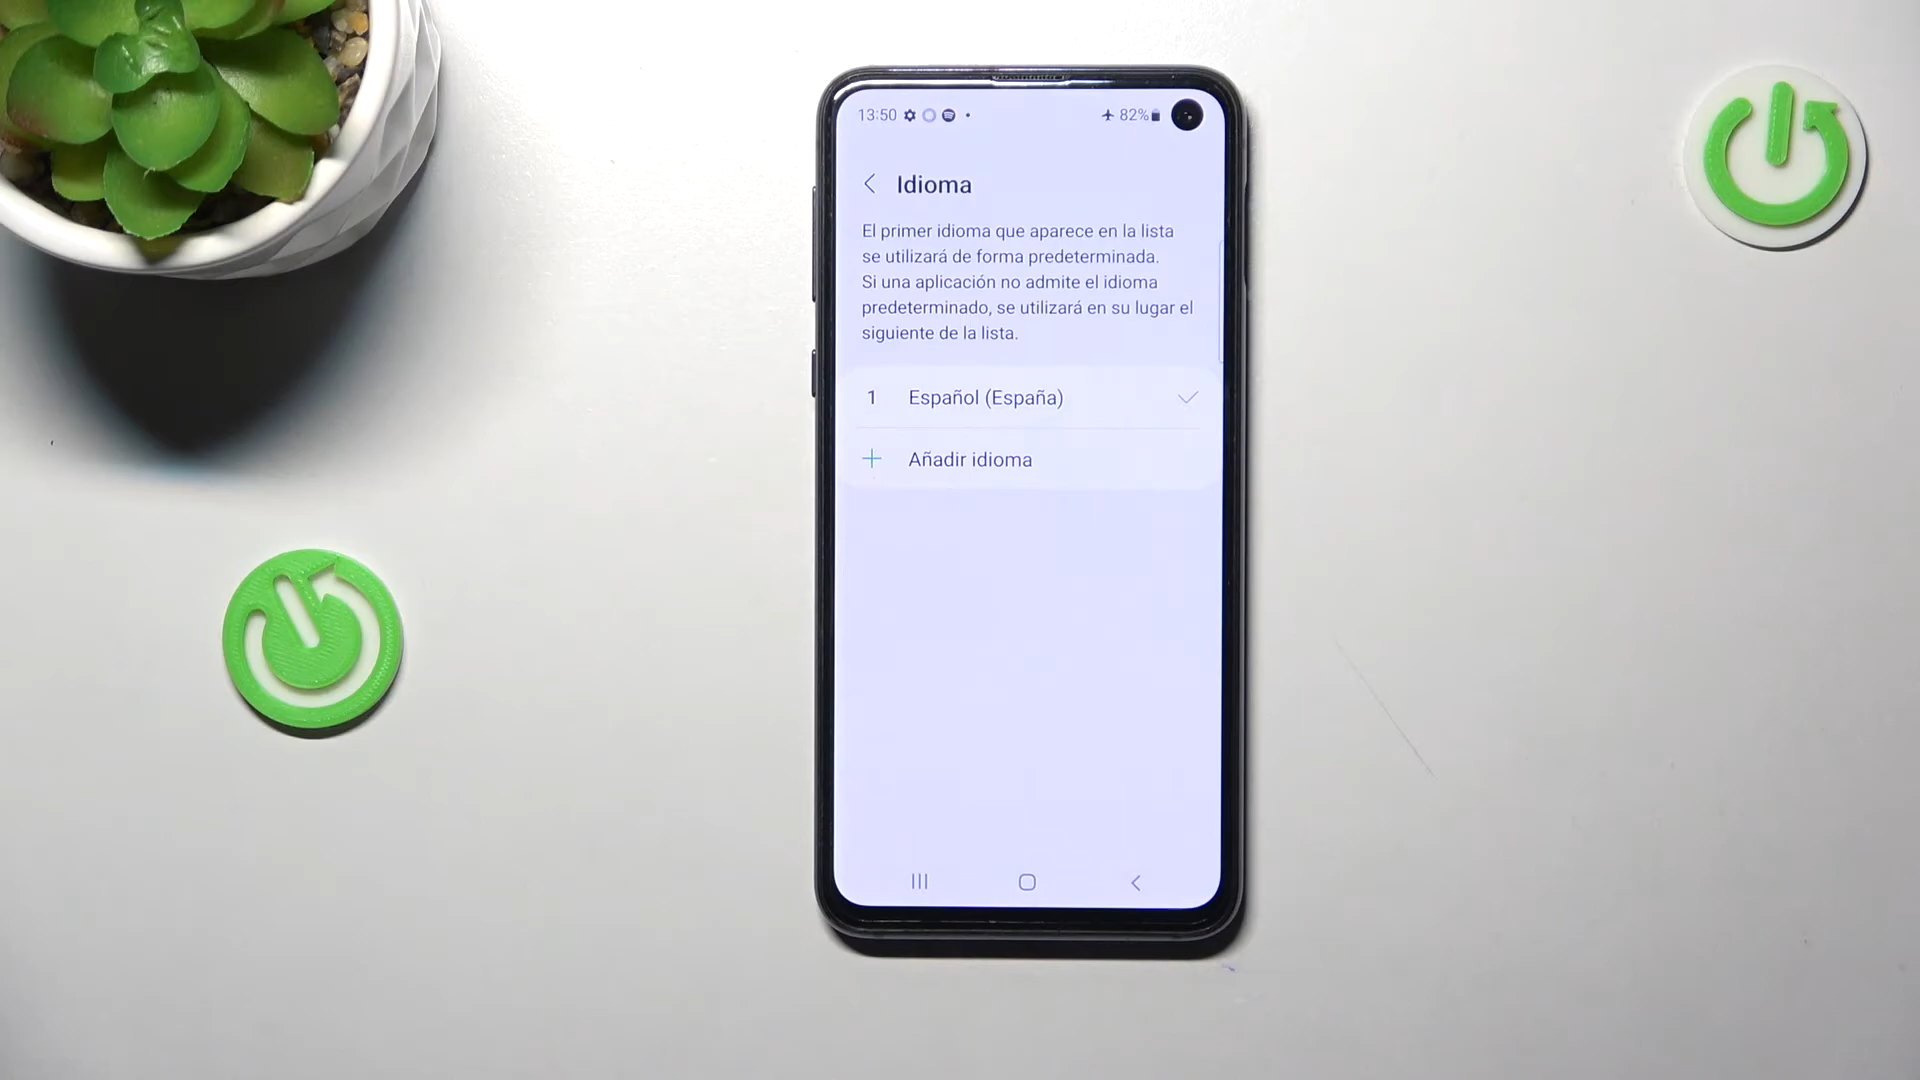 13:50
82%
Idioma
El primer idioma que aparece en la lista
se utilizará de forma predeterminada.
Si una aplicación no admite el idioma
predeterminado, se utilizará en su lugar el
siguiente de la lista.
1 Español (España)
+ Añadir idioma